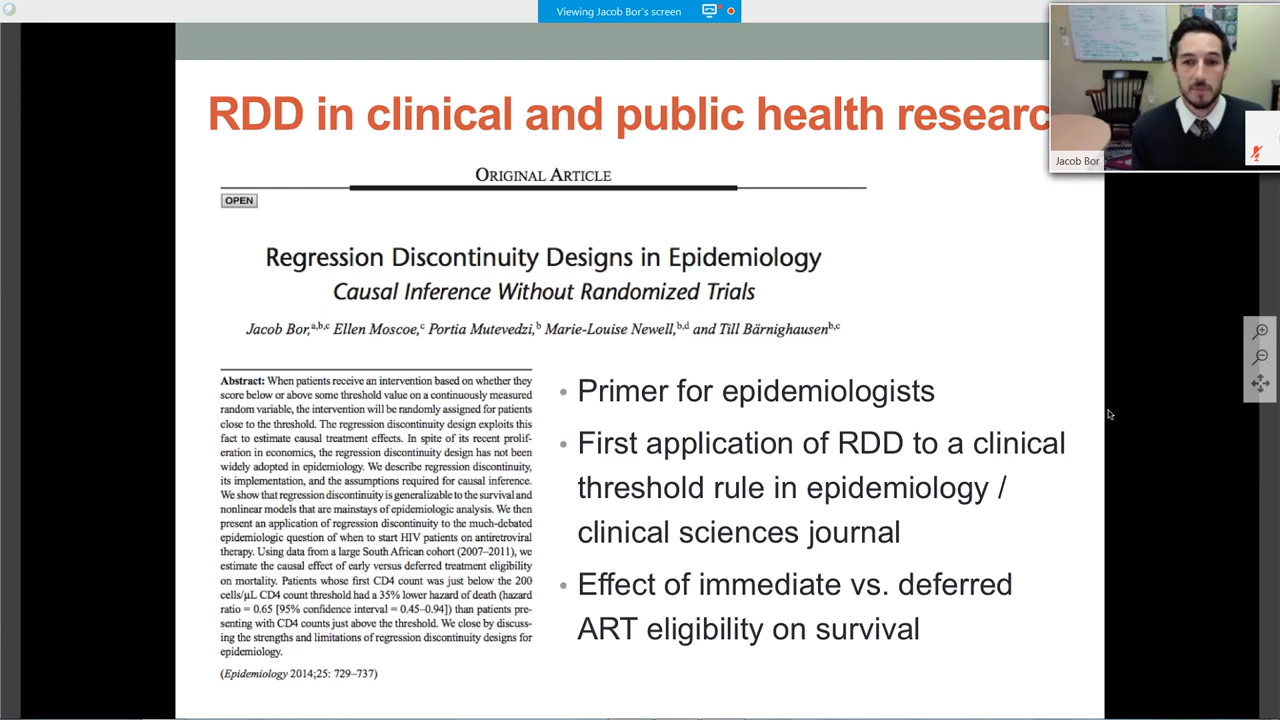 Viewing Jacob Bor's screen
RDD in clinical and public health researc
Jacob Bor
ORIGINAL ARTICLE
OPEN
Regression Discontinuity Designs in Epidemiology
Causal Inference Without Randomized Trials
Jacob Bor,a,b,c Ellen Moscoe,c Portia Mutevedzi,b Marie-Louise Newell,b,d and Till Bärnighausenb,c
Abstract: When patients receive an intervention based on whether they
score below or above some threshold value on a continuously measured
random variable, the intervention will be randomly assigned for patients
close to the threshold. The regression discontinuity design exploits this
fact to estimate causal treatment effects. In spite of its recent prolif-
eration in economics, the regression discontinuity design has not been
widely adopted in epidemiology. We describe regression discontinuity,
its implementation, and the assumptions required for causal inference.
We show that regression discontinuity is generalizable to the survival and
nonlinear models that are mainstays of epidemiologic analysis. We then
present an application of regression discontinuity to the much-debated
epidemiologic question of when to start HIV patients on antiretroviral
therapy. Using data from a large South African cohort (2007–2011), we
estimate the causal effect of early versus deferred treatment eligibility
on mortality. Patients whose first CD4 count was just below the 200
cells/μL CD4 count threshold had a 35% lower hazard of death (hazard
ratio = 0.65 [95% confidence interval = 0.45–0.94]) than patients pre-
senting with CD4 counts just above the threshold. We close by discuss-
ing the strengths and limitations of regression discontinuity designs for
epidemiology.
(Epidemiology 2014;25: 729–737)
• Primer for epidemiologists
• First application of RDD to a clinical
threshold rule in epidemiology /
clinical sciences journal
• Effect of immediate vs. deferred
ART eligibility on survival